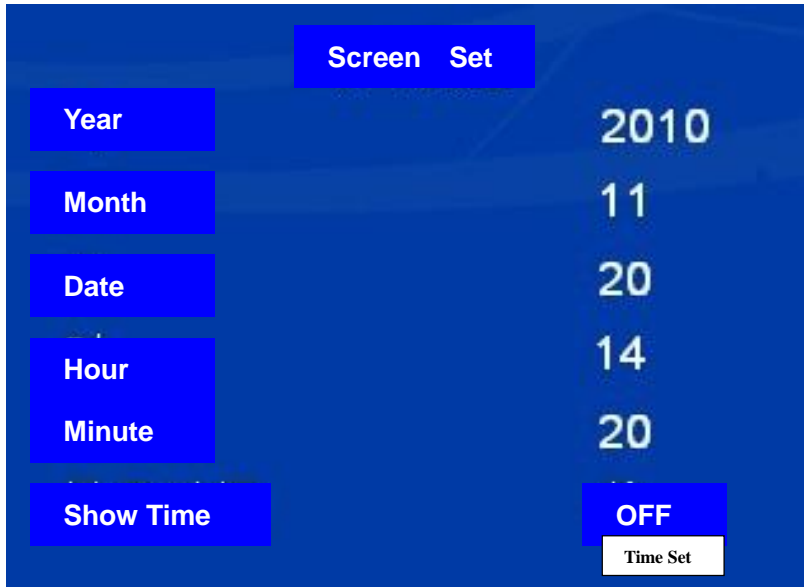 Screen Set
Year 2010
Month 11
Date 20
Hour 14
Minute 20
Show Time OFF
Time Set